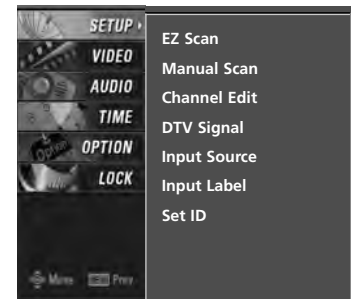 SETUP
VIDEO
AUDIO
TIME
OPTION
LOCK
EZ Scan
Manual Scan
Channel Edit
DTV Signal
Input Source
Input Label
Set ID
Move
Prev